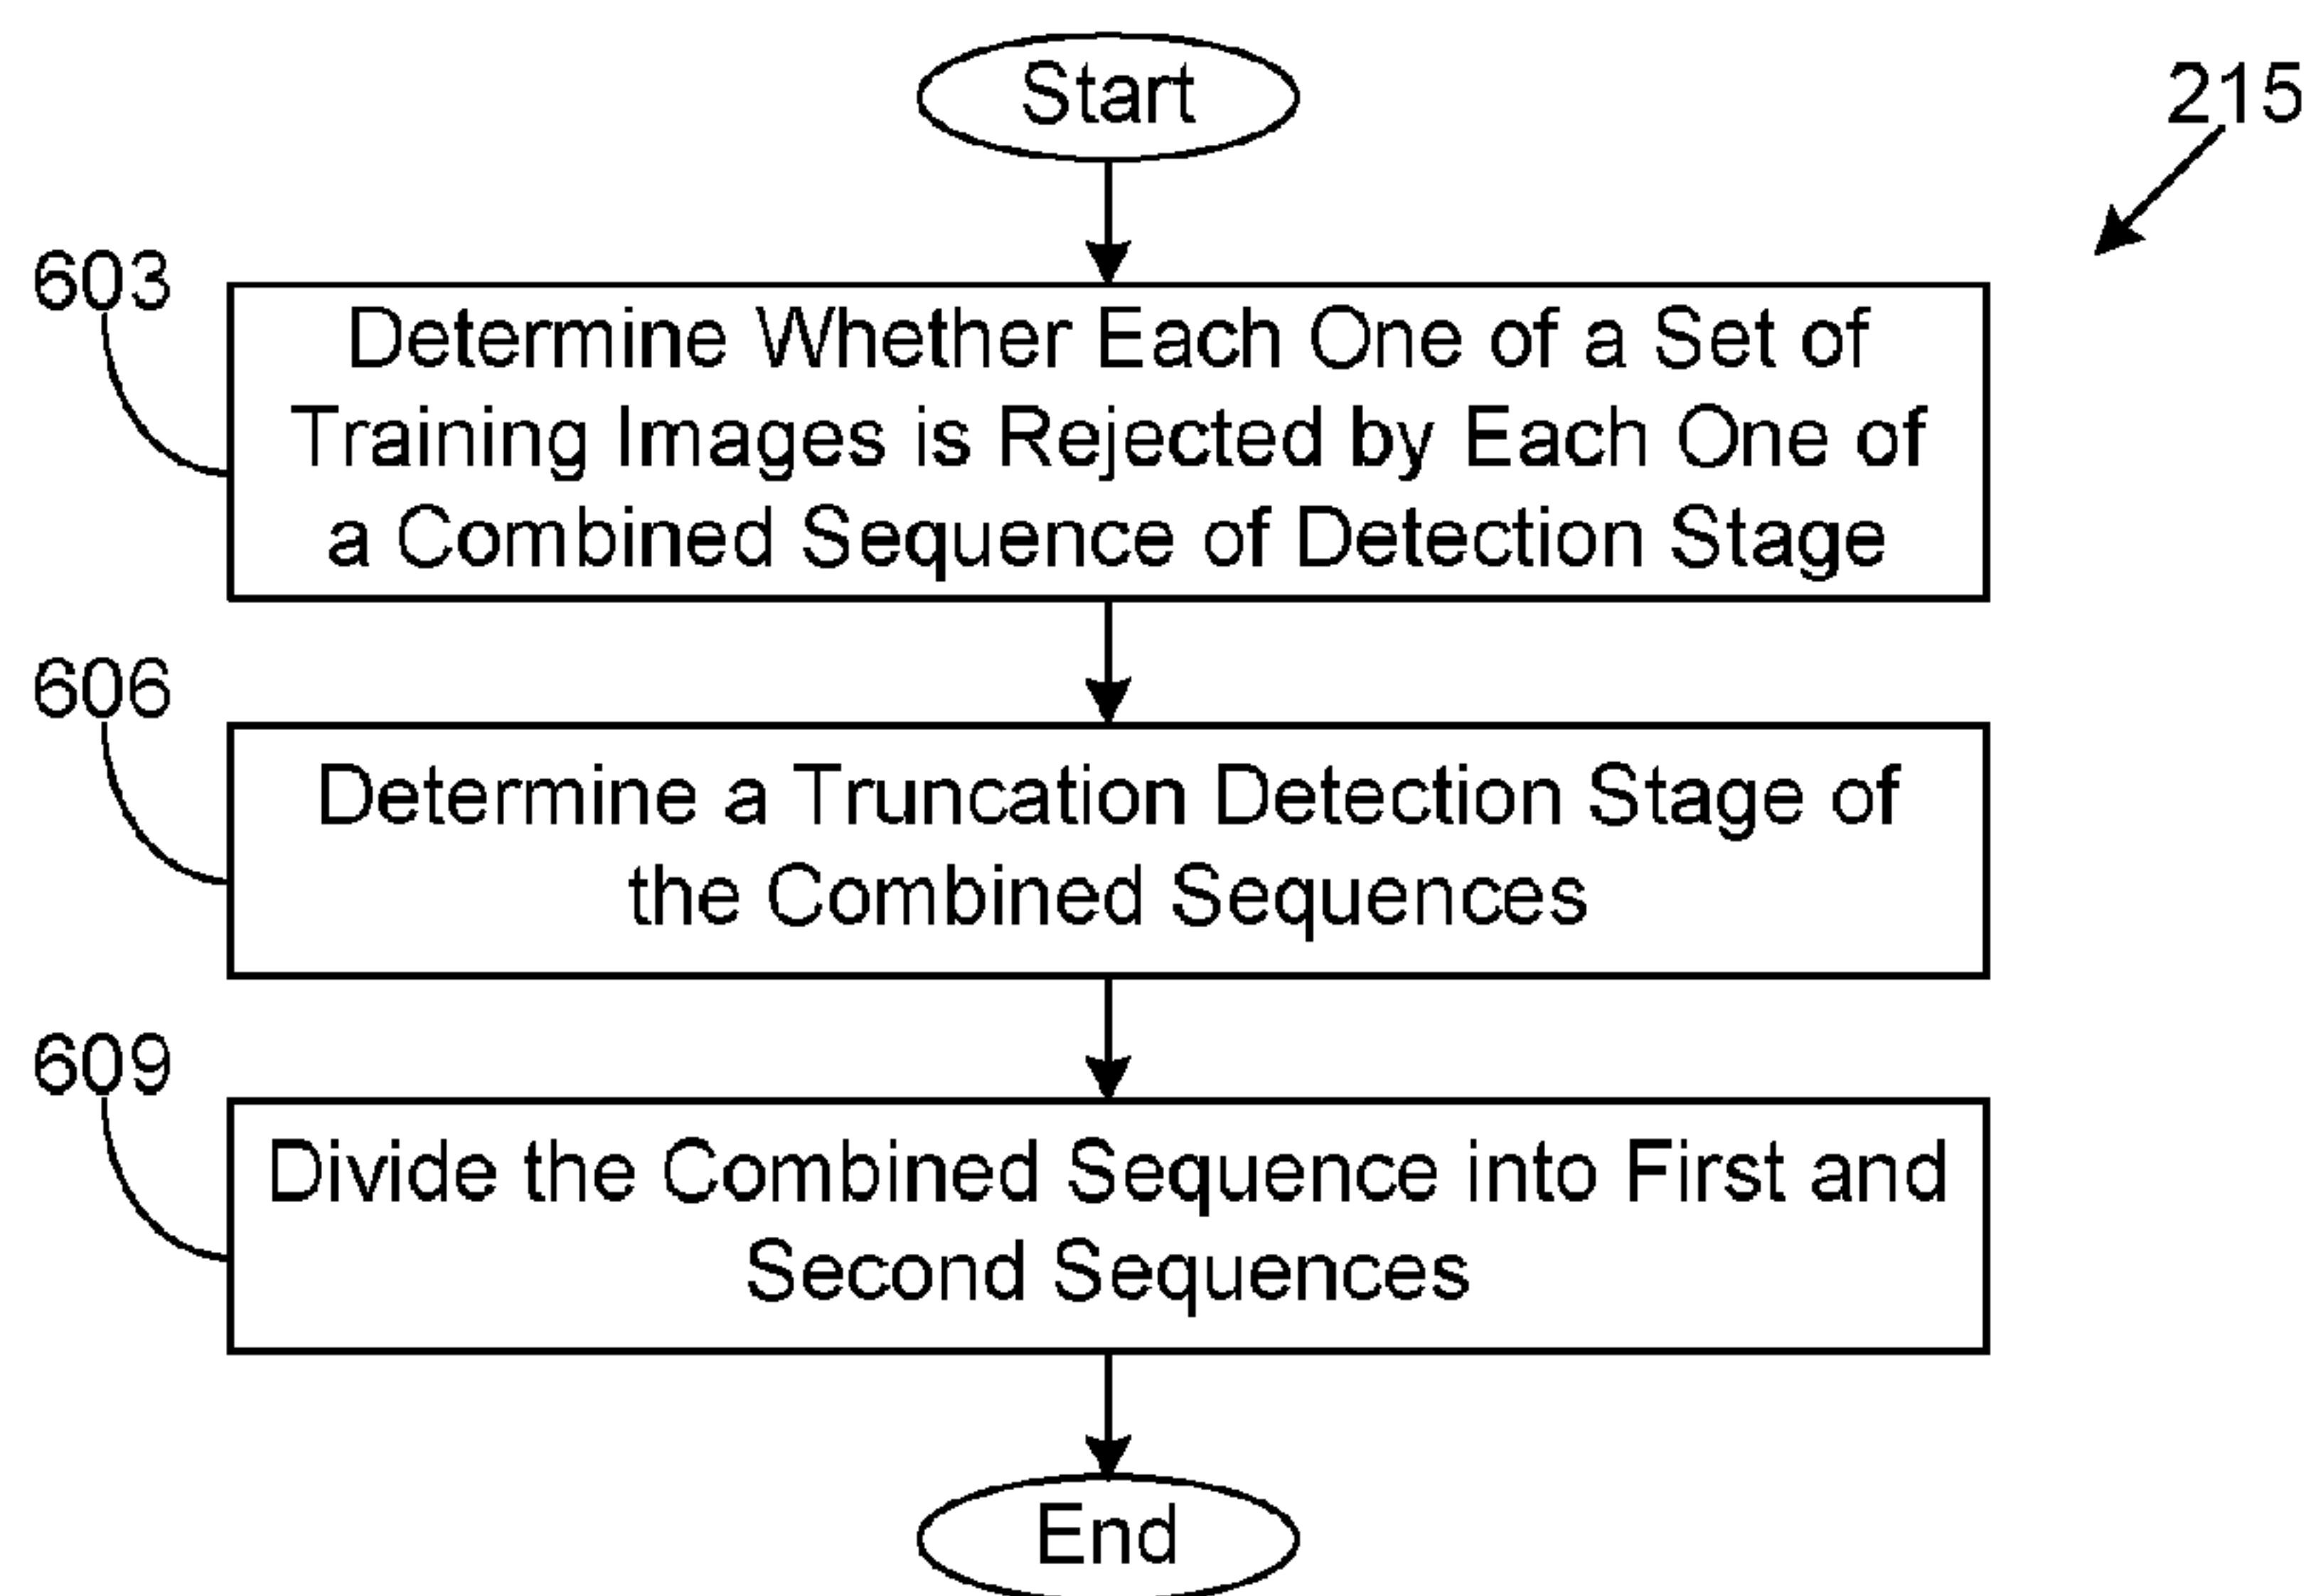 Start
215
603
Determine Whether Each One of a Set of
Training Images is Rejected by Each One of
a Combined Sequence of Detection Stage
606
Determine a Truncation Detection Stage of
the Combined Sequences
609
Divide the Combined Sequence into First and
Second Sequences
End